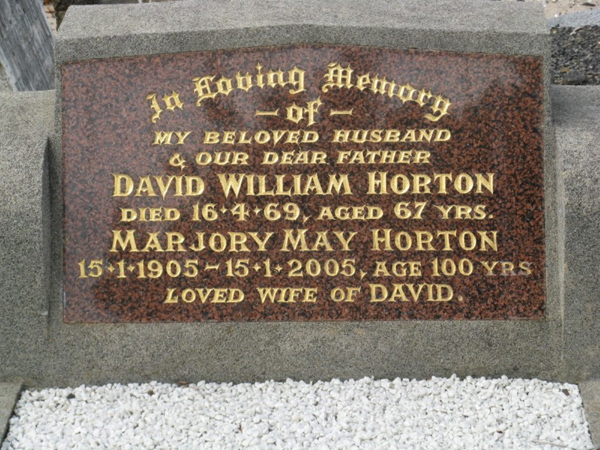 In Loving Memory
– of –
MY BELOVED HUSBAND
& OUR DEAR FATHER
DAVID WILLIAM HORTON
DIED 16·4·69, AGED 67 YRS.
MARJORY MAY HORTON
15·1·1905 – 15·1·2005, AGE 100 YRS
LOVED WIFE OF DAVID.